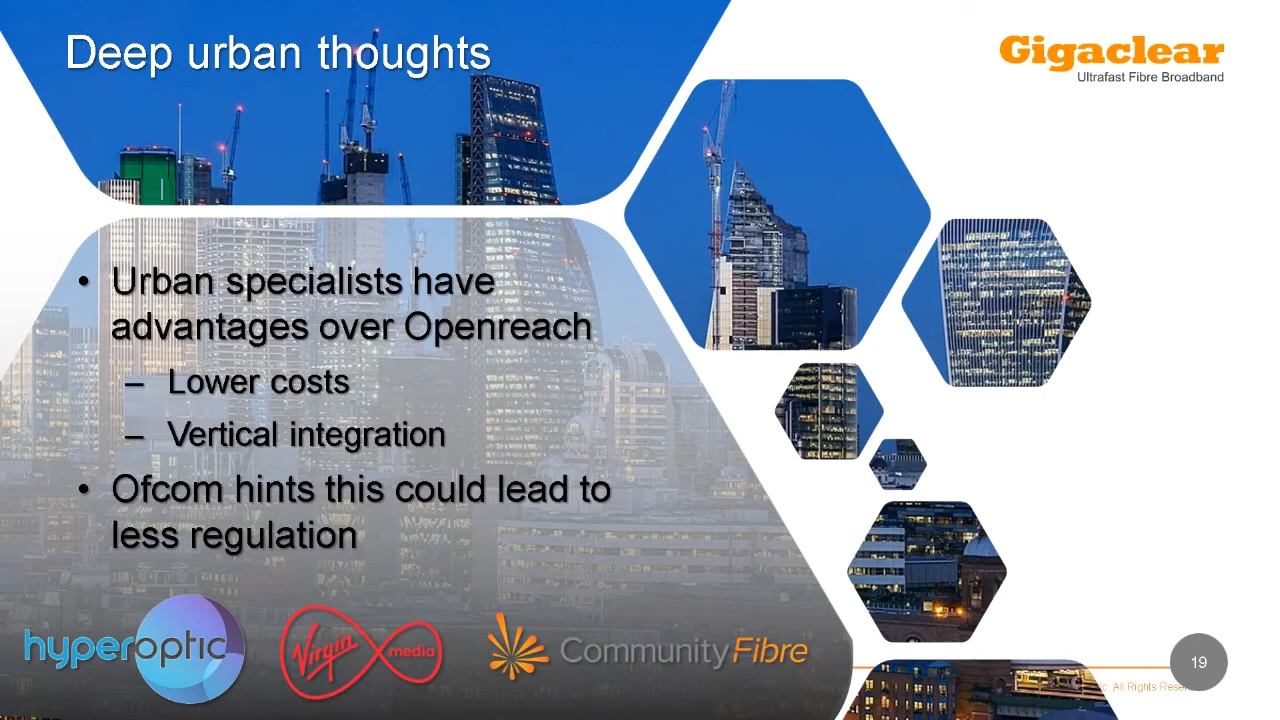 Deep urban thoughts
Gigaclear
Ultrafast Fibre Broadband
• Urban specialists have
advantages over Openreach
– Lower costs
– Vertical integration
• Ofcom hints this could lead to
less regulation
hyperoptic
Virgin media
CommunityFibre
19
All Rights